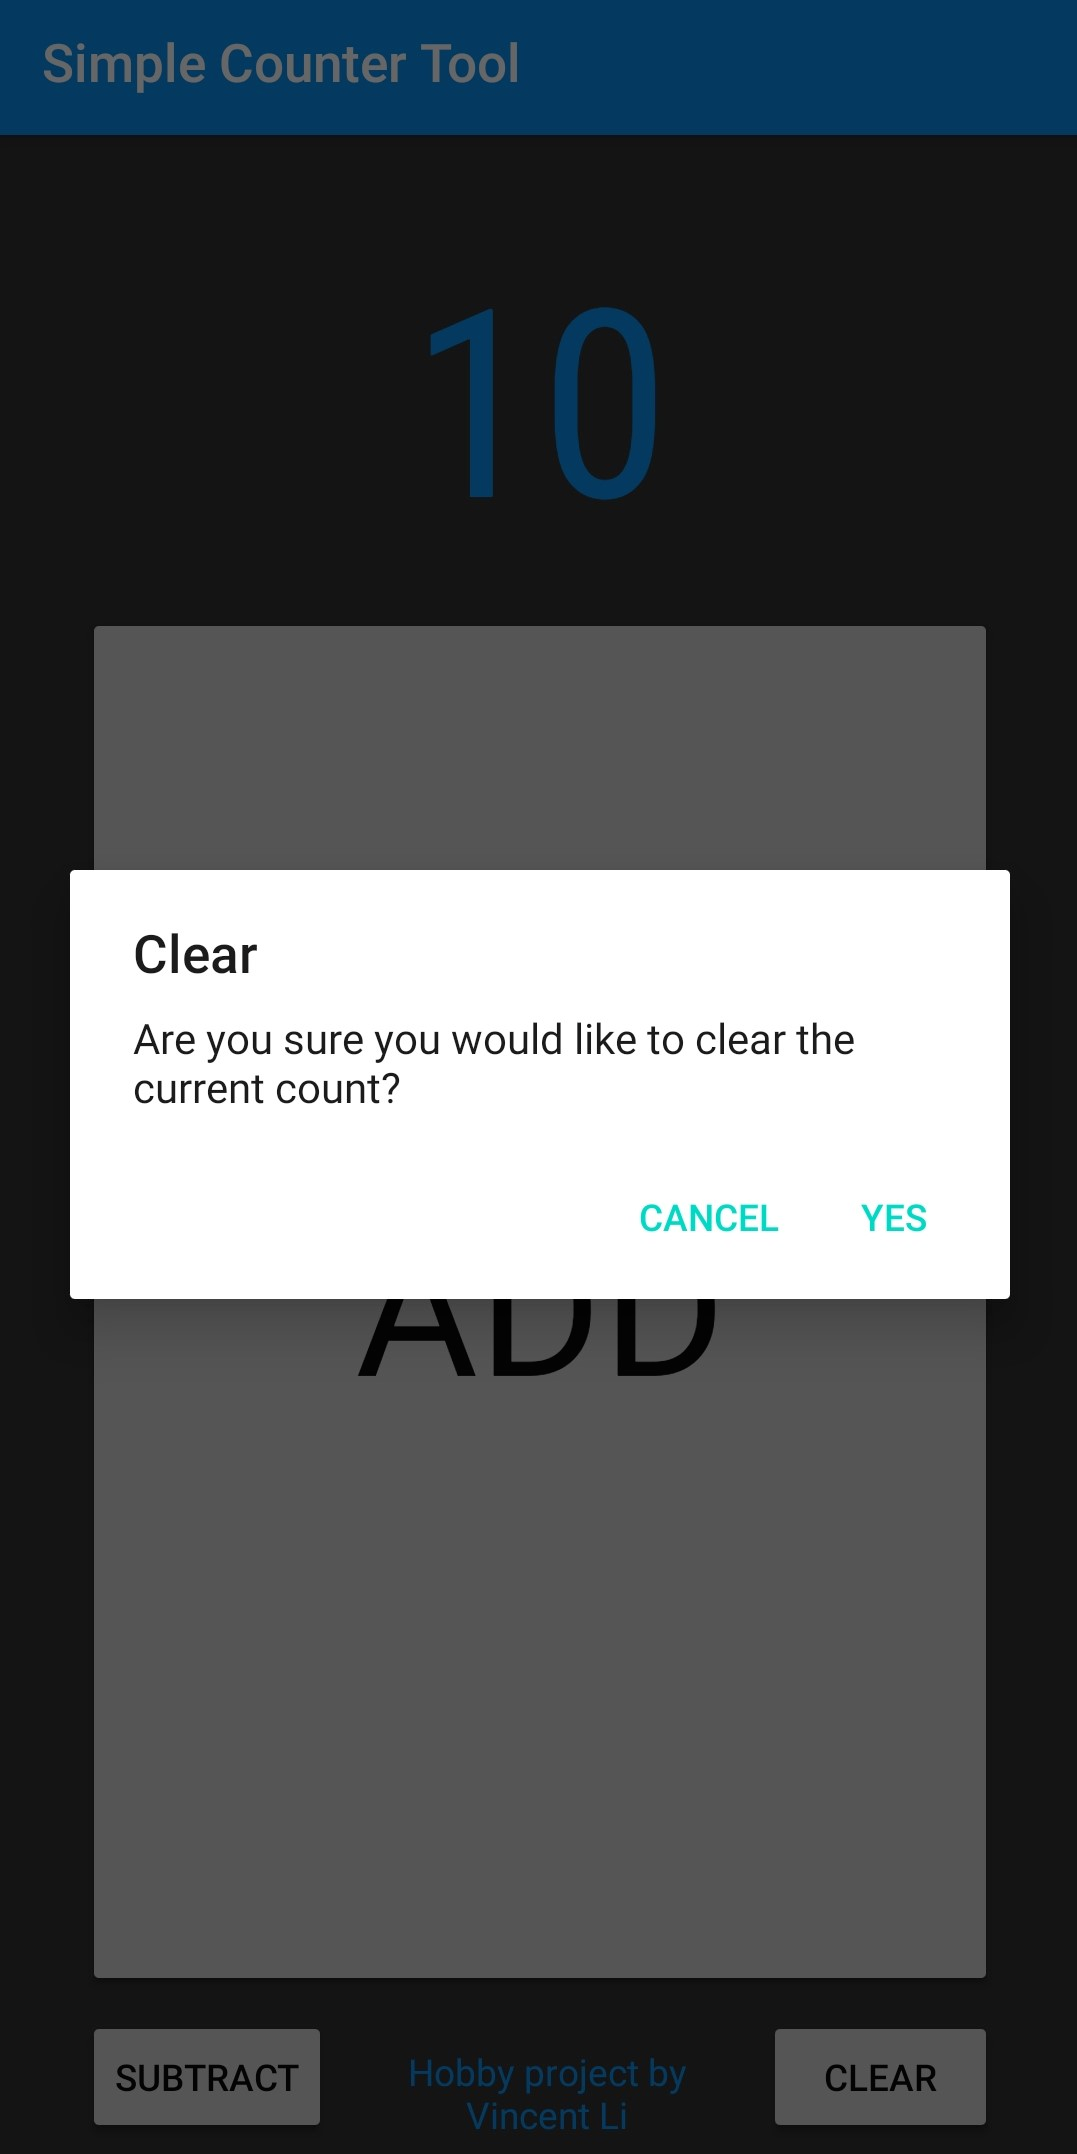 Simple Counter Tool
10
Clear
Are you sure you would like to clear the
current count?
CANCEL YES
ADD
SUBTRACT
Hobby project by
Vincent Li
CLEAR